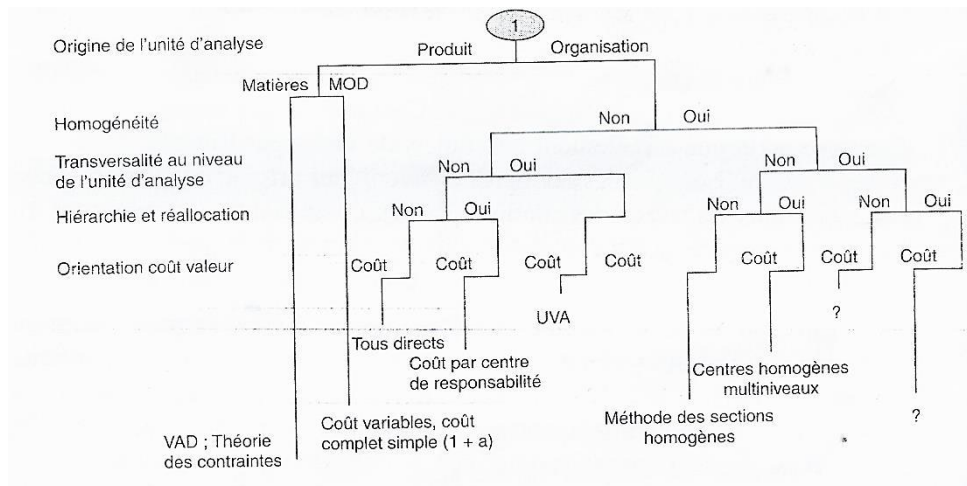 1
Origine de l'unité d'analyse
Produit Organisation
Matières MOD
Homogénéité
Non Oui
Transversalité au niveau
de l'unité d'analyse
Non Oui Non Oui
Hiérarchie et réallocation
Non Oui Non Oui Non Oui
Orientation coût valeur
Coût Coût Coût Coût Coût Coût Coût
UVA
?
Tous directs
Coût par centre
de responsabilité
Centres homogènes
multiniveaux
Coût variables, coût
complet simple (1 + a)
Méthode des sections
homogènes
?
VAD ; Théorie
des contraintes